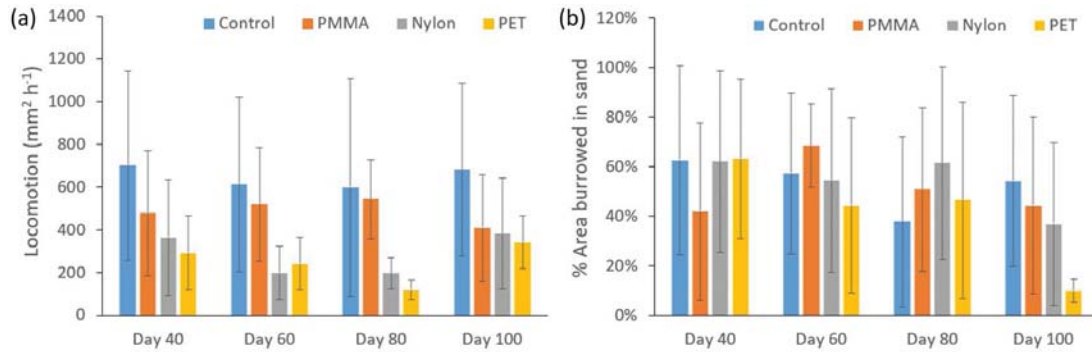 (a)
Control PMMA Nylon PET
Locomotion (mm² h⁻¹)
1400
1200
1000
800
600
400
200
0
Day 40 Day 60 Day 80 Day 100
(b)
Control PMMA Nylon PET
% Area burrowed in sand
120%
100%
80%
60%
40%
20%
0%
Day 40 Day 60 Day 80 Day 100